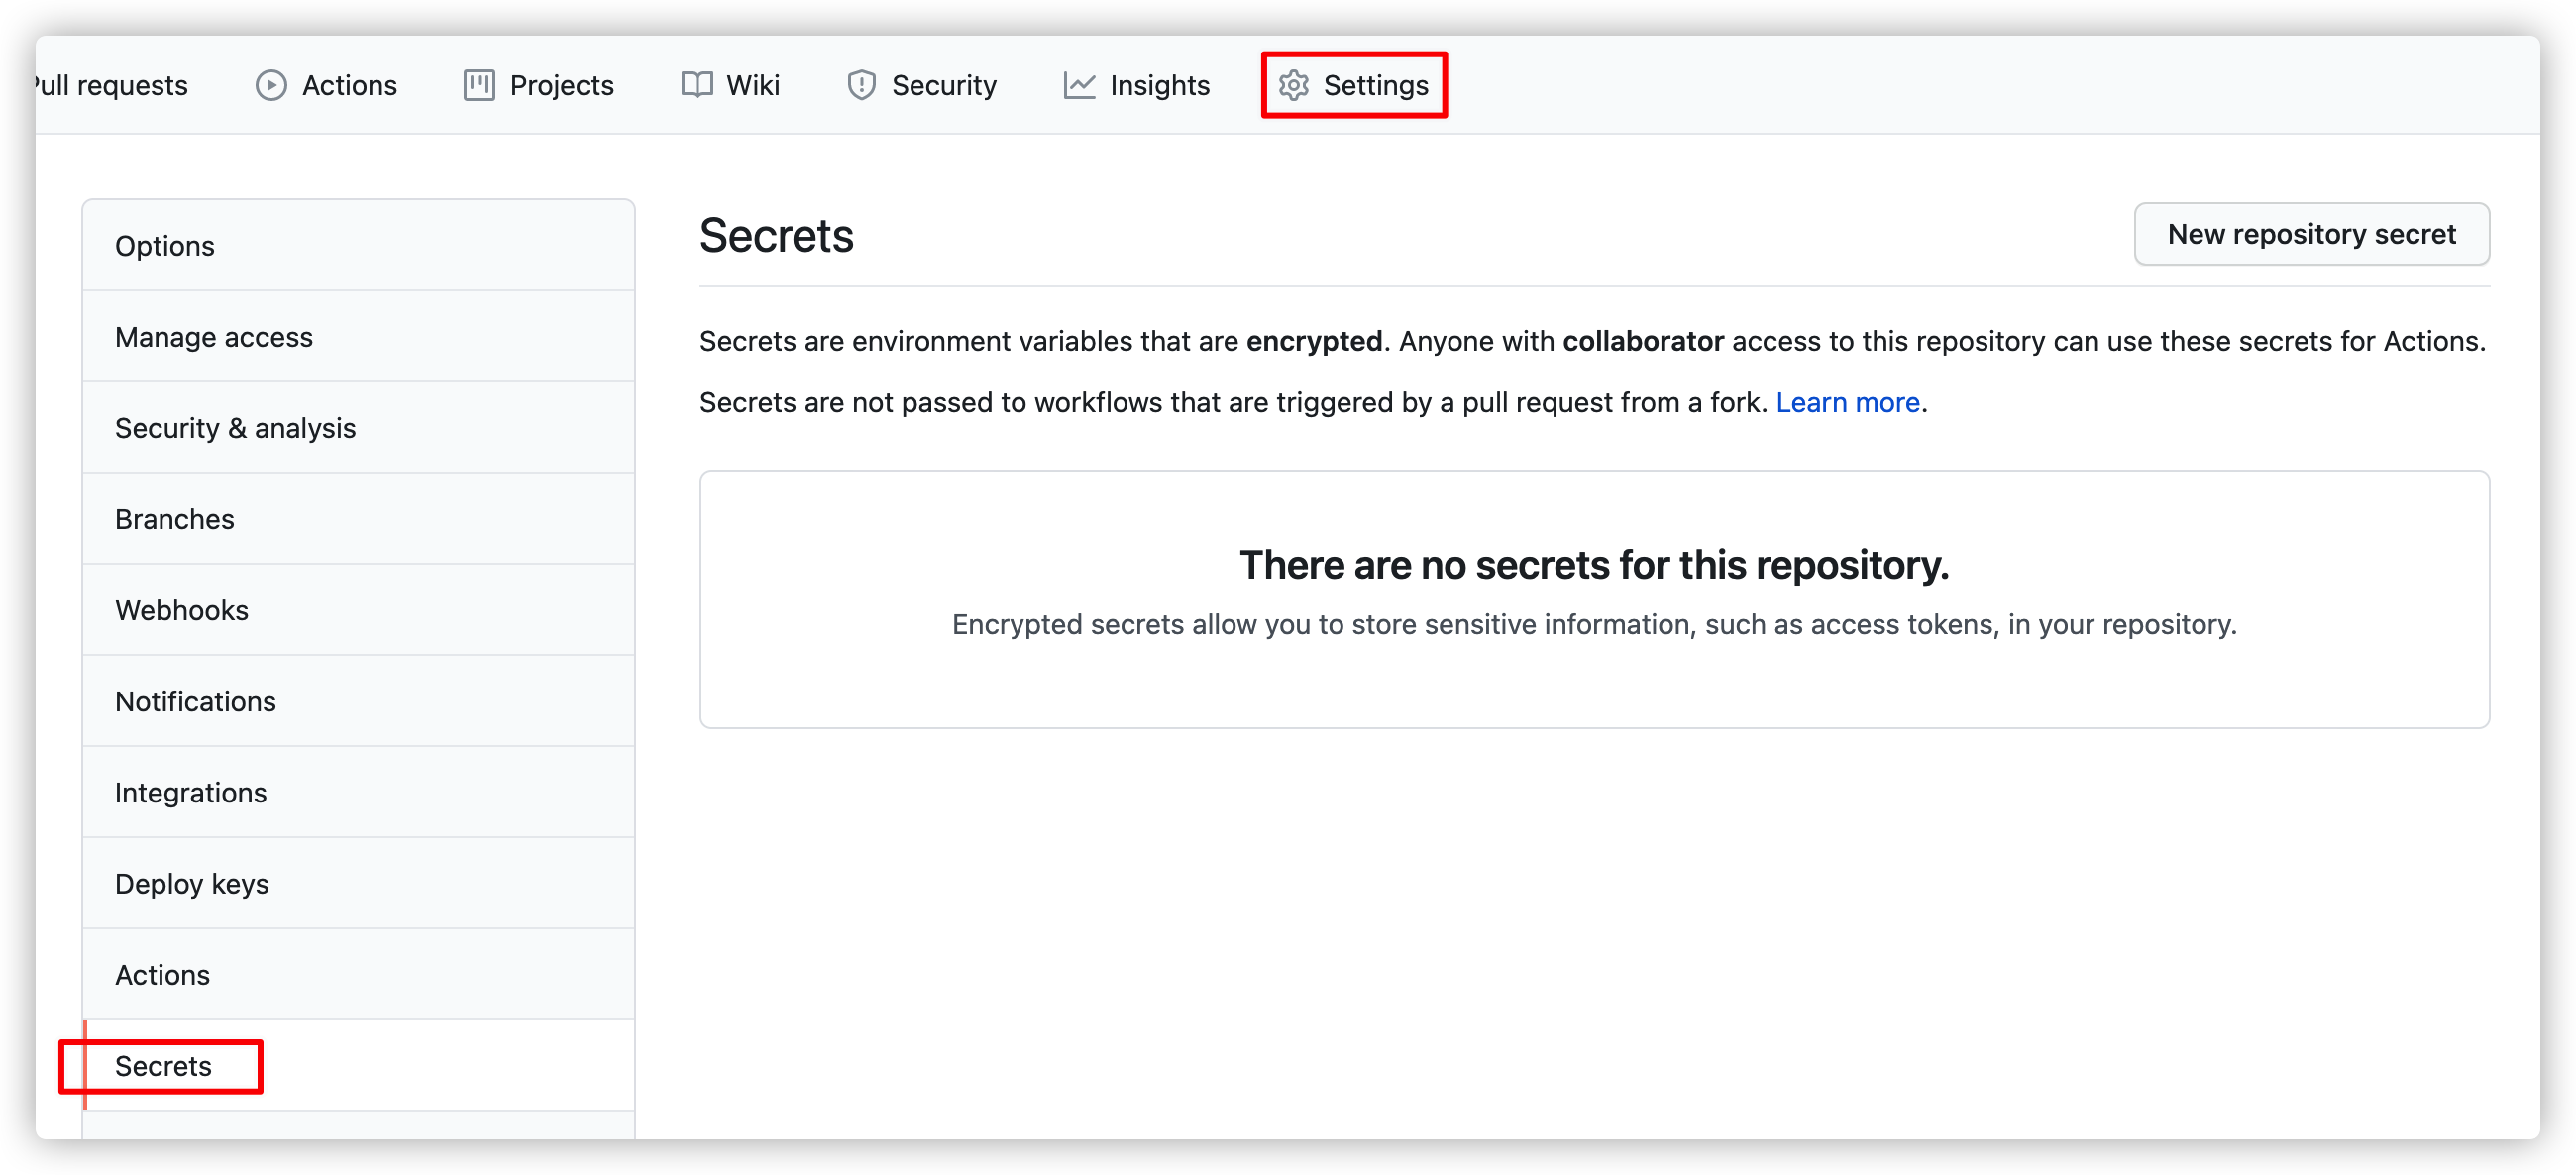 Pull requests Actions Projects Wiki Security Insights Settings
Options
Manage access
Security & analysis
Branches
Webhooks
Notifications
Integrations
Deploy keys
Actions
Secrets
Secrets
New repository secret
Secrets are environment variables that are encrypted. Anyone with collaborator access to this repository can use these secrets for Actions.
Secrets are not passed to workflows that are triggered by a pull request from a fork. Learn more.
There are no secrets for this repository.
Encrypted secrets allow you to store sensitive information, such as access tokens, in your repository.